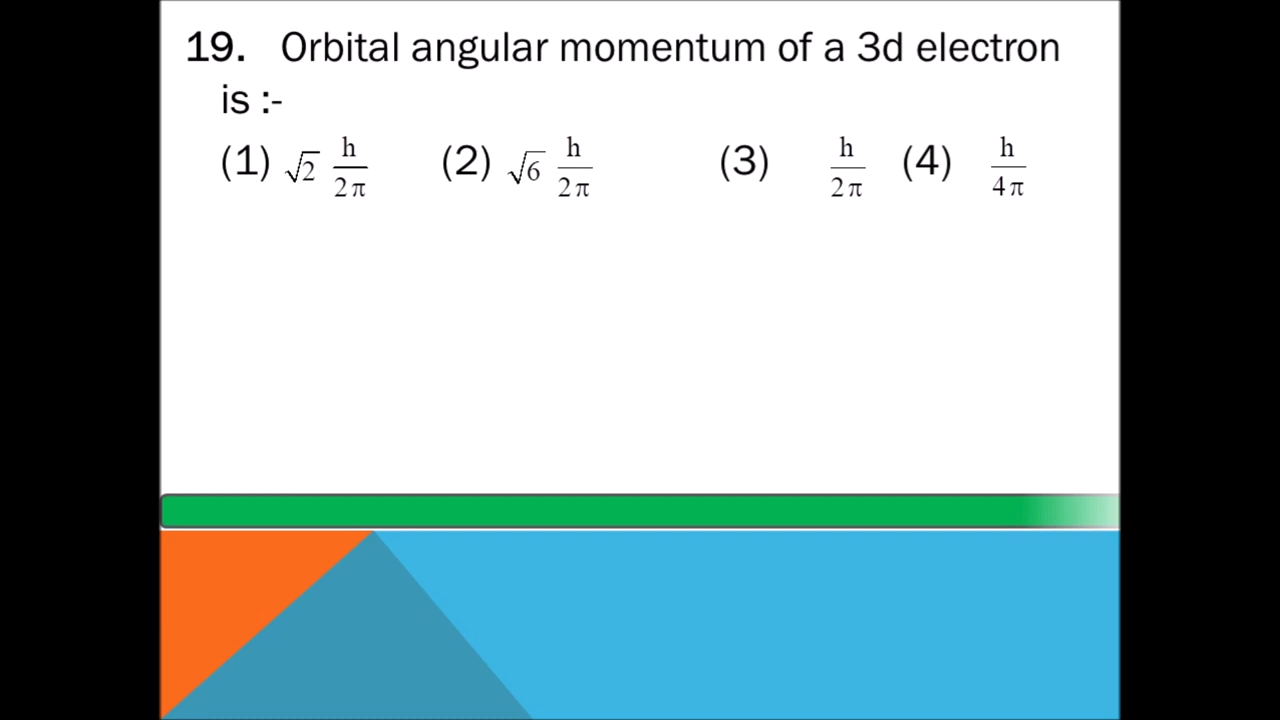 19. Orbital angular momentum of a 3d electron
is :-
(1) √2 h/2π (2) √6 h/2π (3) h/2π (4) h/4π